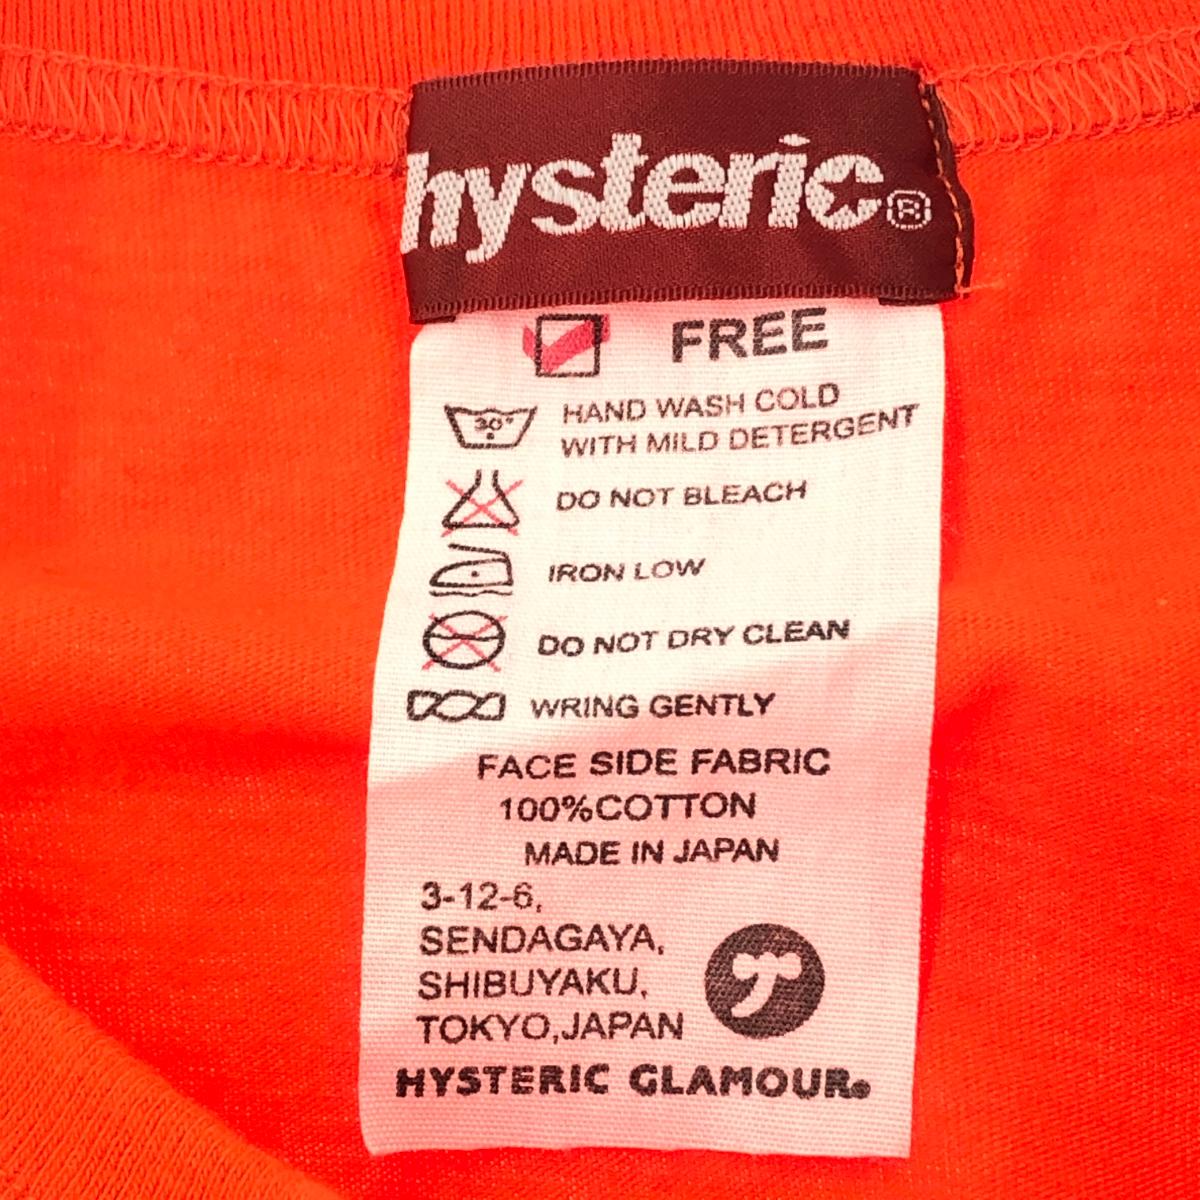 hysteric®
FREE
30°
HAND WASH COLD
WITH MILD DETERGENT
DO NOT BLEACH
IRON LOW
DO NOT DRY CLEAN
WRING GENTLY
FACE SIDE FABRIC
100%COTTON
MADE IN JAPAN
3-12-6,
SENDAGAYA,
SHIBUYAKU,
TOKYO,JAPAN
HYSTERIC GLAMOUR®